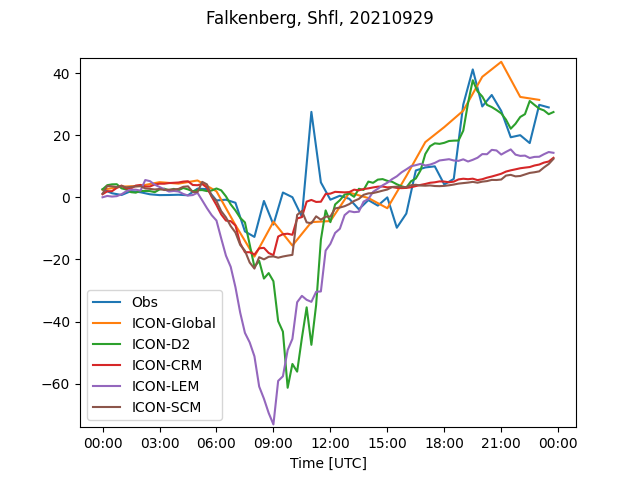 Falkenberg, Shfl, 20210929
40
20
0
−20
−40
−60
Obs
ICON-Global
ICON-D2
ICON-CRM
ICON-LEM
ICON-SCM
00:00 03:00 06:00 09:00 12:00 15:00 18:00 21:00 00:00
Time [UTC]